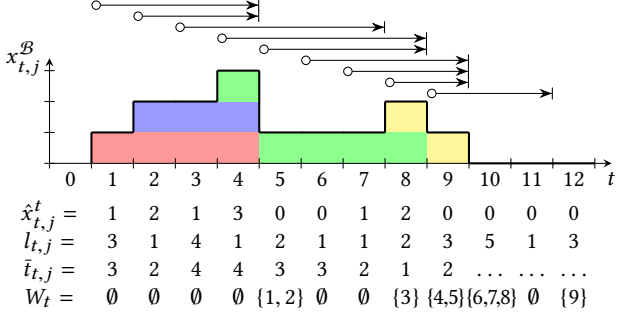 x^ℬ_{t,j}
0 1 2 3 4 5 6 7 8 9 10 11 12 t
x̂^t_{t,j} = 1 2 1 3 0 0 1 2 0 0 0 0
l_{t,j} = 3 1 4 1 2 1 1 2 3 5 1 3
t̄_{t,j} = 3 2 4 4 3 3 2 1 2 ... ... ...
W_t = ∅ ∅ ∅ ∅ {1, 2} ∅ ∅ {3} {4,5} {6,7,8} ∅ {9}